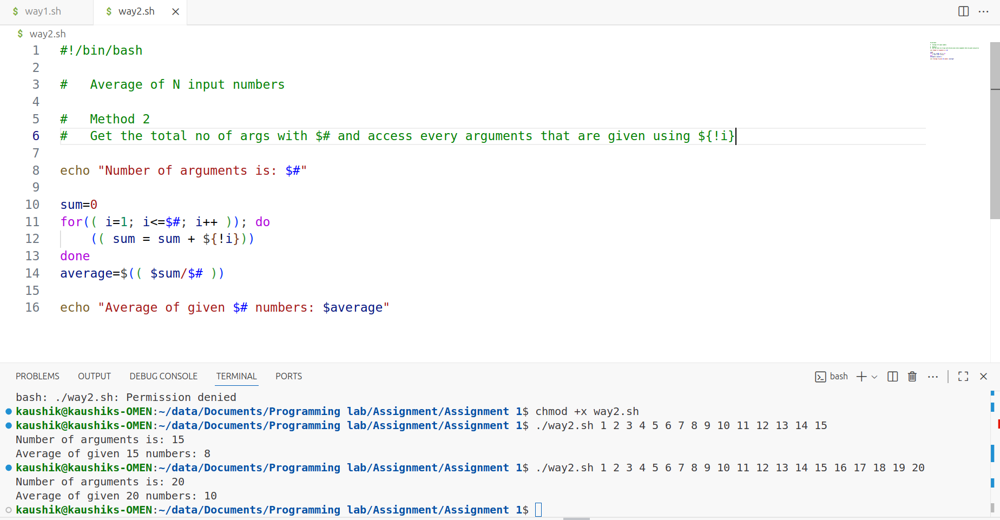 $ way1.sh
$ way2.sh
$ way2.sh
1 #!/bin/bash
2
3 #   Average of N input numbers
4
5 #   Method 2
6 #   Get the total no of args with $# and access every arguments that are given using ${!i}
7
8 echo "Number of arguments is: $#"
9
10 sum=0
11 for(( i=1; i<=$#; i++ )); do
12     (( sum = sum + ${!i}))
13 done
14 average=$(( $sum/$# ))
15
16 echo "Average of given $# numbers: $average"
PROBLEMS OUTPUT DEBUG CONSOLE TERMINAL PORTS bash
bash: ./way2.sh: Permission denied
kaushik@kaushiks-OMEN:~/data/Documents/Programming lab/Assignment/Assignment 1$ chmod +x way2.sh
kaushik@kaushiks-OMEN:~/data/Documents/Programming lab/Assignment/Assignment 1$ ./way2.sh 1 2 3 4 5 6 7 8 9 10 11 12 13 14 15
Number of arguments is: 15
Average of given 15 numbers: 8
kaushik@kaushiks-OMEN:~/data/Documents/Programming lab/Assignment/Assignment 1$ ./way2.sh 1 2 3 4 5 6 7 8 9 10 11 12 13 14 15 16 17 18 19 20
Number of arguments is: 20
Average of given 20 numbers: 10
kaushik@kaushiks-OMEN:~/data/Documents/Programming lab/Assignment/Assignment 1$